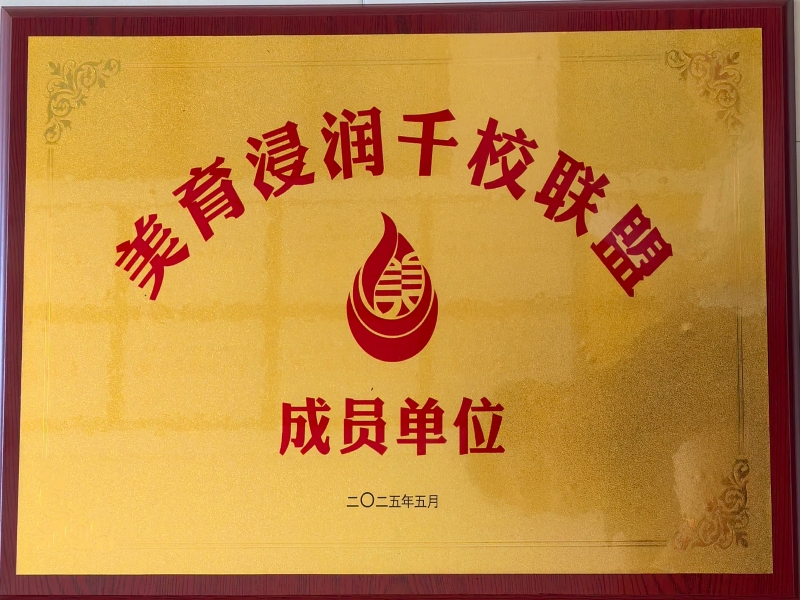 美育浸润千校联盟
美
成员单位
二〇二五年五月